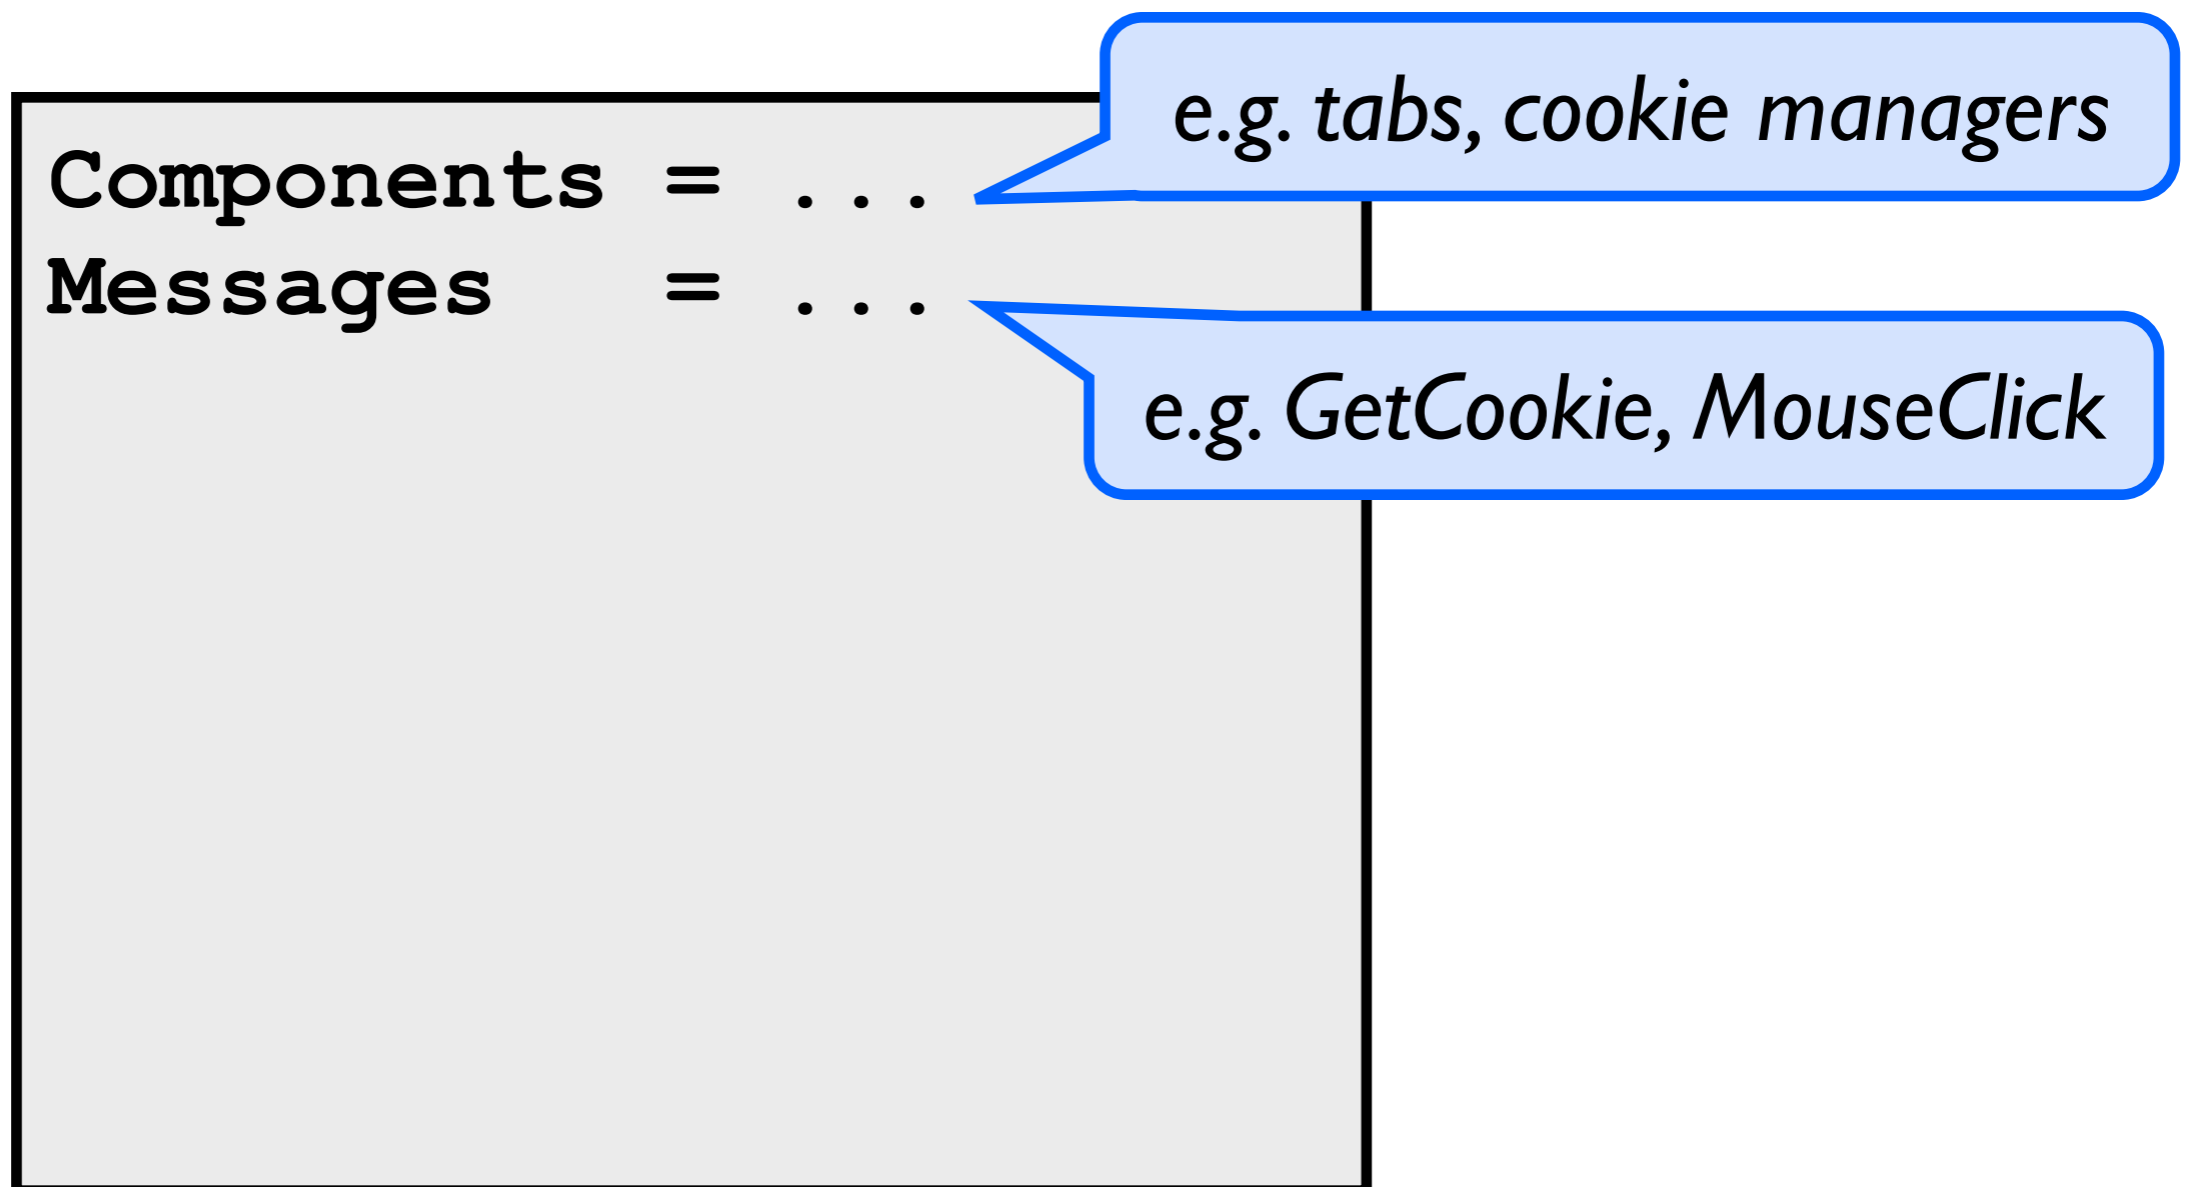 e.g. tabs, cookie managers
Components = ...
Messages = ...
e.g. GetCookie, MouseClick